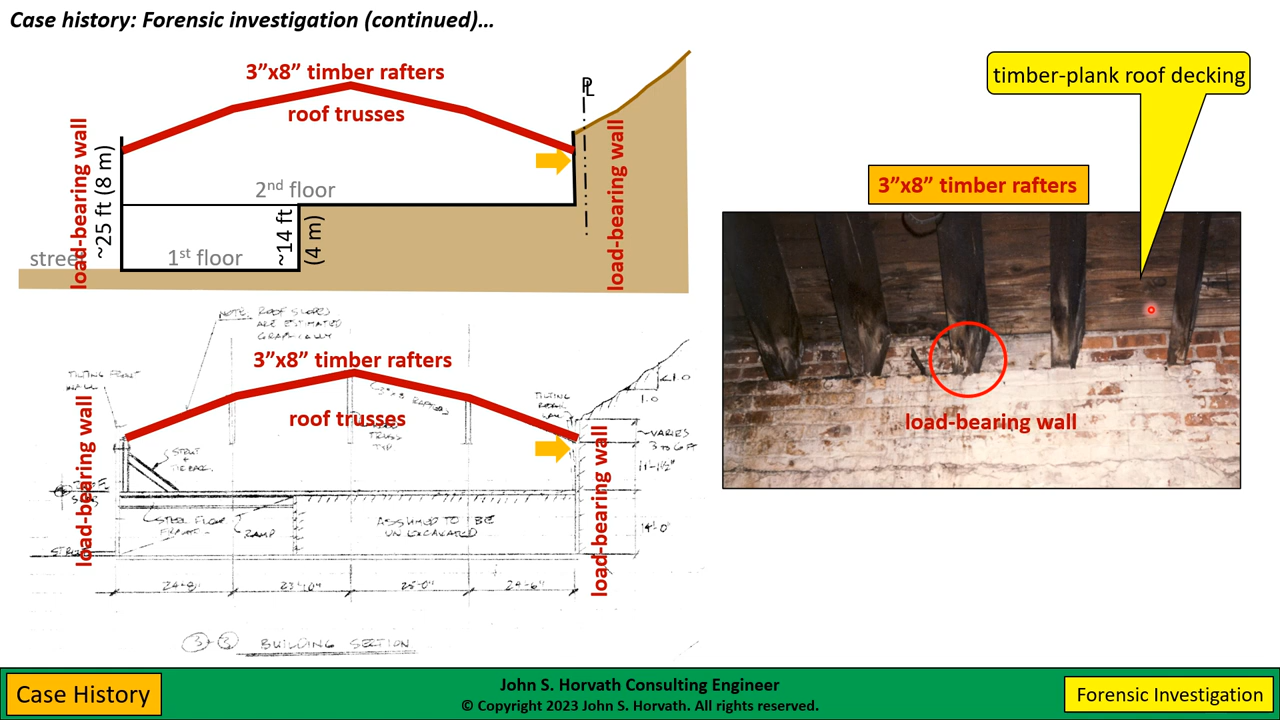 Case history: Forensic investigation (continued)…
3”x8” timber rafters
roof trusses
load-bearing wall
~25 ft (8 m)
2nd floor
~14 ft
(4 m)
1st floor
street
PL
load-bearing wall
timber-plank roof decking
3”x8” timber rafters
load-bearing wall
NOTE: ROOF SLOPES
ARE ESTIMATED
GRAPHICALLY
3”x8” timber rafters
roof trusses
TILTING FRONT
WALL
load-bearing wall
STRUT
TIE BACK
TILTING
REAR
WALL
1.0
1.0
VARIES
3 TO 6 FT
11'-1½"
14'-0"
load-bearing wall
STEEL FLOOR
RAMP
ASSUMED TO BE
UNEXCAVATED
24'-8"
23'-10"
25'-0"
3-3 BUILDING SECTION
Case History
John S. Horvath Consulting Engineer
© Copyright 2023 John S. Horvath. All rights reserved.
Forensic Investigation